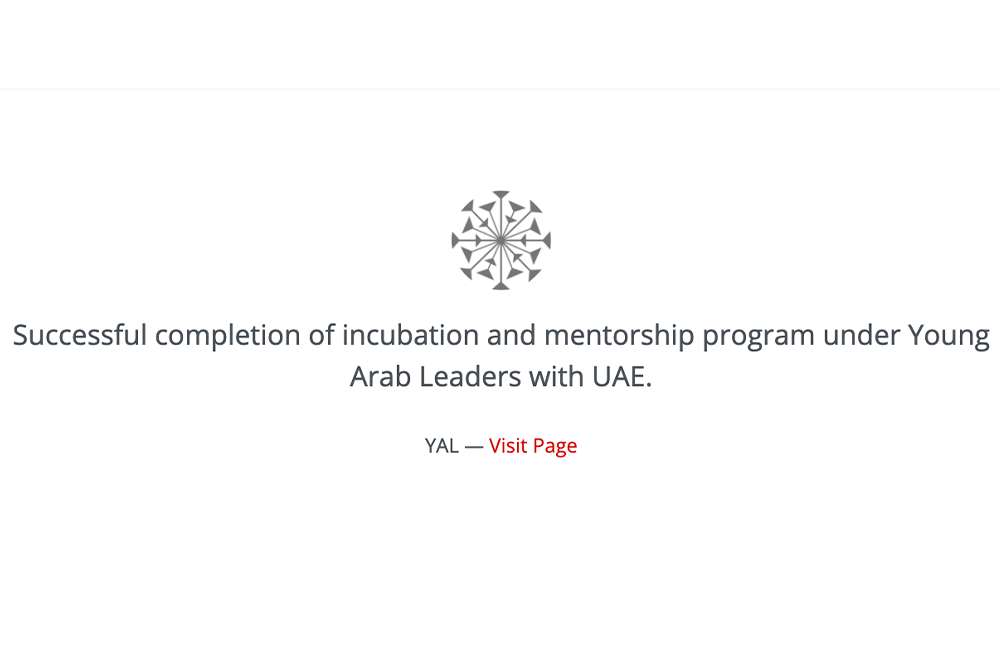 Successful completion of incubation and mentorship program under Young
Arab Leaders with UAE.
YAL — Visit Page